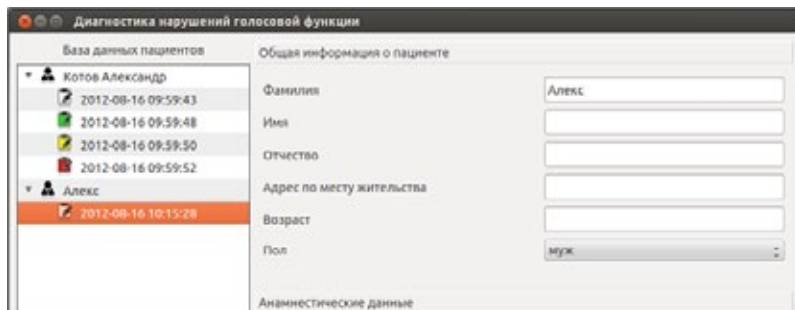 Диагностика нарушений голосовой функции
База данных пациентов
Котов Александр
2012-08-16 09:59:43
2012-08-16 09:59:48
2012-08-16 09:59:50
2012-08-16 09:59:52
Алекс
2012-08-16 10:15:28
Общая информация о пациенте
Фамилия Алекс
Имя
Отчество
Адрес по месту жительства
Возраст
Пол муж
Анамнестические данные